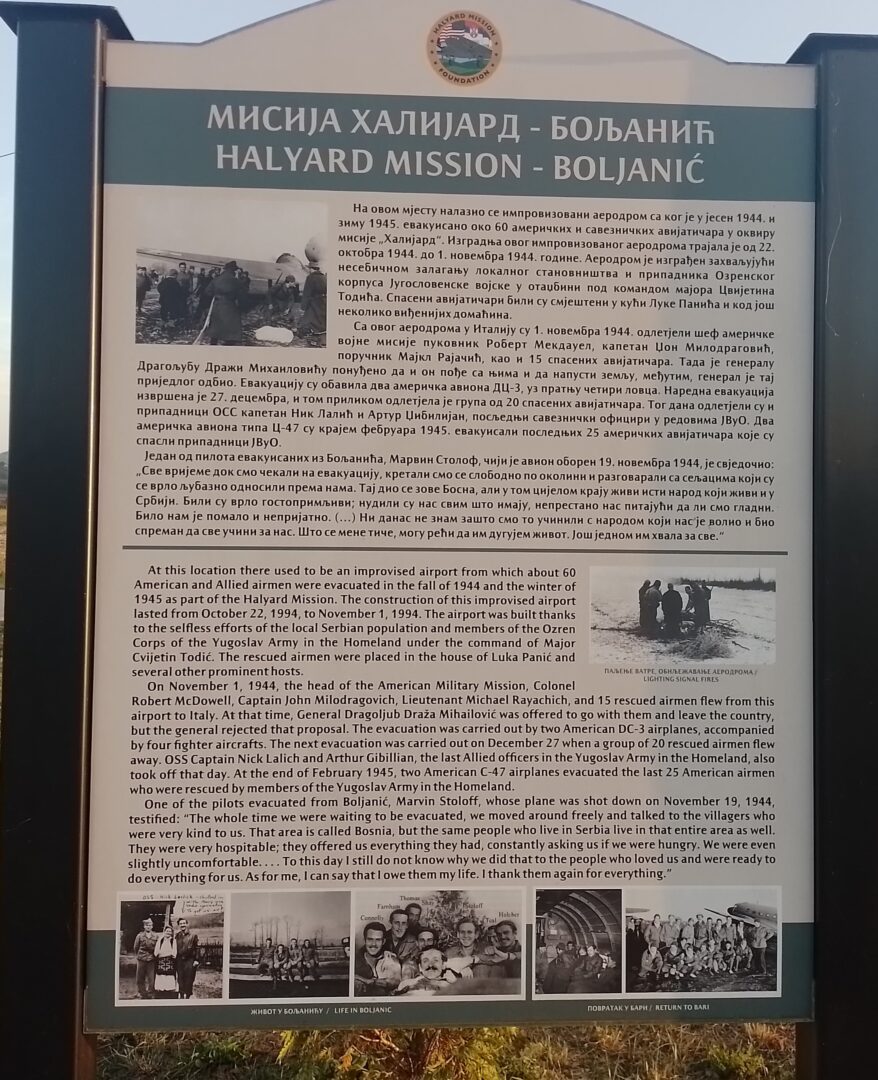 HALYARD MISSION
FOUNDATION
МИСИЈА ХАЛИЈАРД - БОЉАНИЋ
HALYARD MISSION - BOLJANIĆ
На овом мјесту налазио се импровизовани аеродром са ког је у јесен 1944. и
зиму 1945. евакуисано око 60 америчких и савезничких авијатичара у оквиру
мисије „Халијард“. Изградња овог импровизованог аеродрома трајала је од 22.
октобра 1944. до 1. новембра 1944. године. Аеродром је изграђен захваљујући
несебичном залагању локалног становништва и припадника Озренског
корпуса Југословенске војске у отаџбини под командом мајора Цвијетина
Тодића. Спасени авијатичари били су смјештени у кући Луке Панића и код још
неколико виђенијих домаћина.
Са овог аеродрома у Италију су 1. новембра 1944. одлетјели шеф америчке
војне мисије пуковник Роберт Мекдауел, капетан Џон Милодраговић,
поручник Мајкл Рајачић, као и 15 спасених авијатичара. Тада је генералу
Драгољубу Дражи Михаиловићу понуђено да и он пође са њима и да напусти земљу, међутим, генерал је тај
приједлог одбио. Евакуацију су обавила два америчка авиона ДЦ-3, уз пратњу четири ловца. Наредна евакуација
извршена је 27. децембра, и том приликом одлетјела је група од 20 спасених авијатичара. Тог дана одлетјели су и
припадници ОСС капетан Ник Лалић и Артур Џибилијан, посљедњи савезнички официри у редовима ЈВуО. Два
америчка авиона типа Ц-47 су крајем фебруара 1945. евакуисали последњих 25 америчких авијатичара које су
спасли припадници ЈВуО.
Један од пилота евакуисаних из Бољанића, Марвин Столоф, чији је авион оборен 19. новембра 1944, је свједочио:
„Све вријеме док смо чекали на евакуацију, кретали смо се слободно по околини и разговарали са сељацима који су
се врло љубазно односили према нама. Тај дио се зове Босна, али у том цијелом крају живи исти народ који живи и у
Србији. Били су врло гостопримљиви; нудили су нас свим што имају, непрестано нас питајући да ли смо гладни.
Било нам је помало и непријатно. (...) Ни данас не знам зашто смо то учинили с народом који нас је волио и био
спреман да све учини за нас. Што се мене тиче, могу рећи да им дугујем живот. Још једном им хвала за све.“
At this location there used to be an improvised airport from which about 60
American and Allied airmen were evacuated in the fall of 1944 and the winter of
1945 as part of the Halyard Mission. The construction of this improvised airport
lasted from October 22, 1994, to November 1, 1994. The airport was built thanks
to the selfless efforts of the local Serbian population and members of the Ozren
Corps of the Yugoslav Army in the Homeland under the command of Major
Cvijetin Todić. The rescued airmen were placed in the house of Luka Panić and
several other prominent hosts.
ПАЉЕЊЕ ВАТРЕ, ОБИЉЕЖАВАЊЕ АЕРОДРОМА /
LIGHTING SIGNAL FIRES
On November 1, 1944, the head of the American Military Mission, Colonel
Robert McDowell, Captain John Milodragovich, Lieutenant Michael Rayachich, and 15 rescued airmen flew from this
airport to Italy. At that time, General Dragoljub Draža Mihailović was offered to go with them and leave the country,
but the general rejected that proposal. The evacuation was carried out by two American DC-3 airplanes, accompanied
by four fighter aircrafts. The next evacuation was carried out on December 27 when a group of 20 rescued airmen flew
away. OSS Captain Nick Lalich and Arthur Gibillian, the last Allied officers in the Yugoslav Army in the Homeland, also
took off that day. At the end of February 1945, two American C-47 airplanes evacuated the last 25 American airmen
who were rescued by members of the Yugoslav Army in the Homeland.
One of the pilots evacuated from Boljanić, Marvin Stoloff, whose plane was shot down on November 19, 1944,
testified: “The whole time we were waiting to be evacuated, we moved around freely and talked to the villagers who
were very kind to us. That area is called Bosnia, but the same people who live in Serbia live in that entire area as well.
They were very hospitable; they offered us everything they had, constantly asking us if we were hungry. We were even
slightly uncomfortable. . . . To this day I still do not know why we did that to the people who loved us and were ready to
do everything for us. As for me, I can say that I owe them my life. I thank them again for everything.”
OSS Nick Lalich
Connelly
Farnham
Thomas
Stoloff
Holcher
ЖИВОТ У БОЉАНИЋУ / LIFE IN BOLJANIC
ПОВРАТАК У БАРИ / RETURN TO BARI